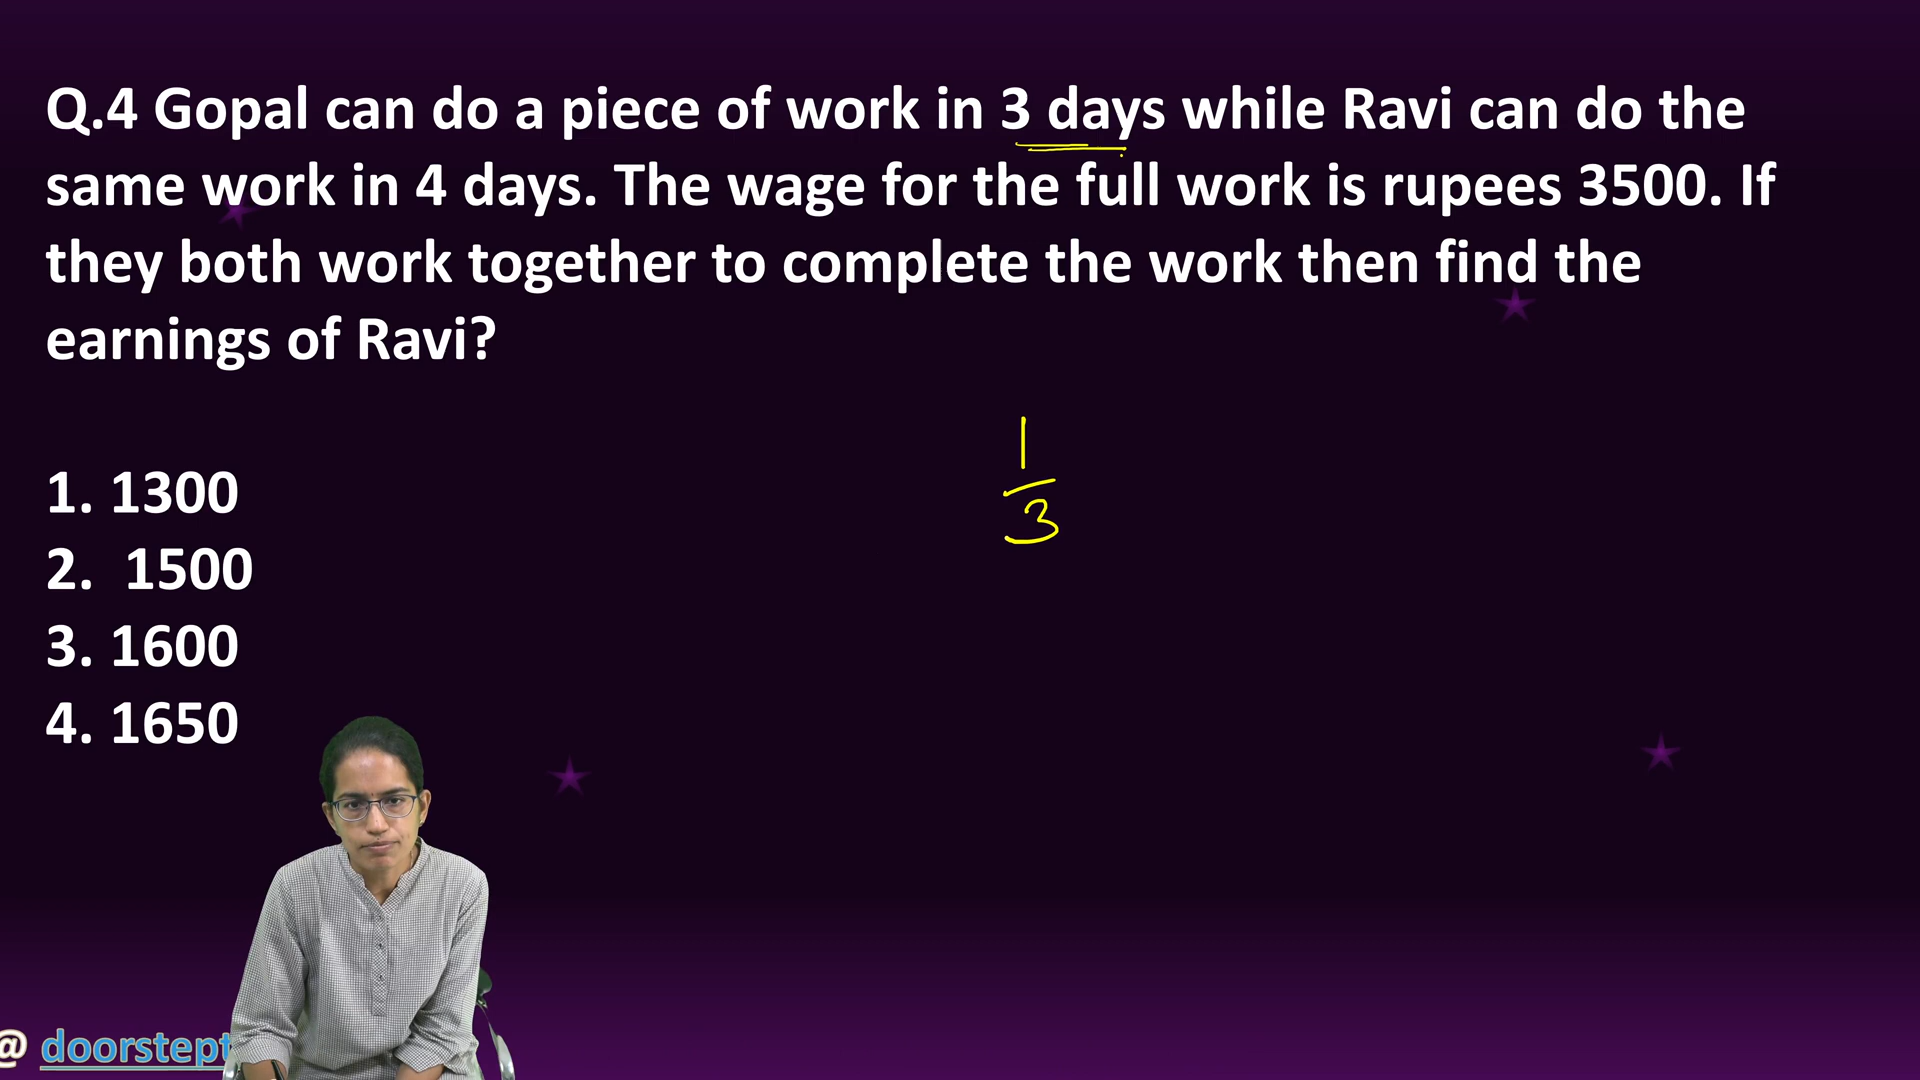 Q.4 Gopal can do a piece of work in 3 days while Ravi can do the
same work in 4 days. The wage for the full work is rupees 3500. If
they both work together to complete the work then find the
earnings of Ravi?
1
3
1. 1300
2. 1500
3. 1600
4. 1650
@ doorstept